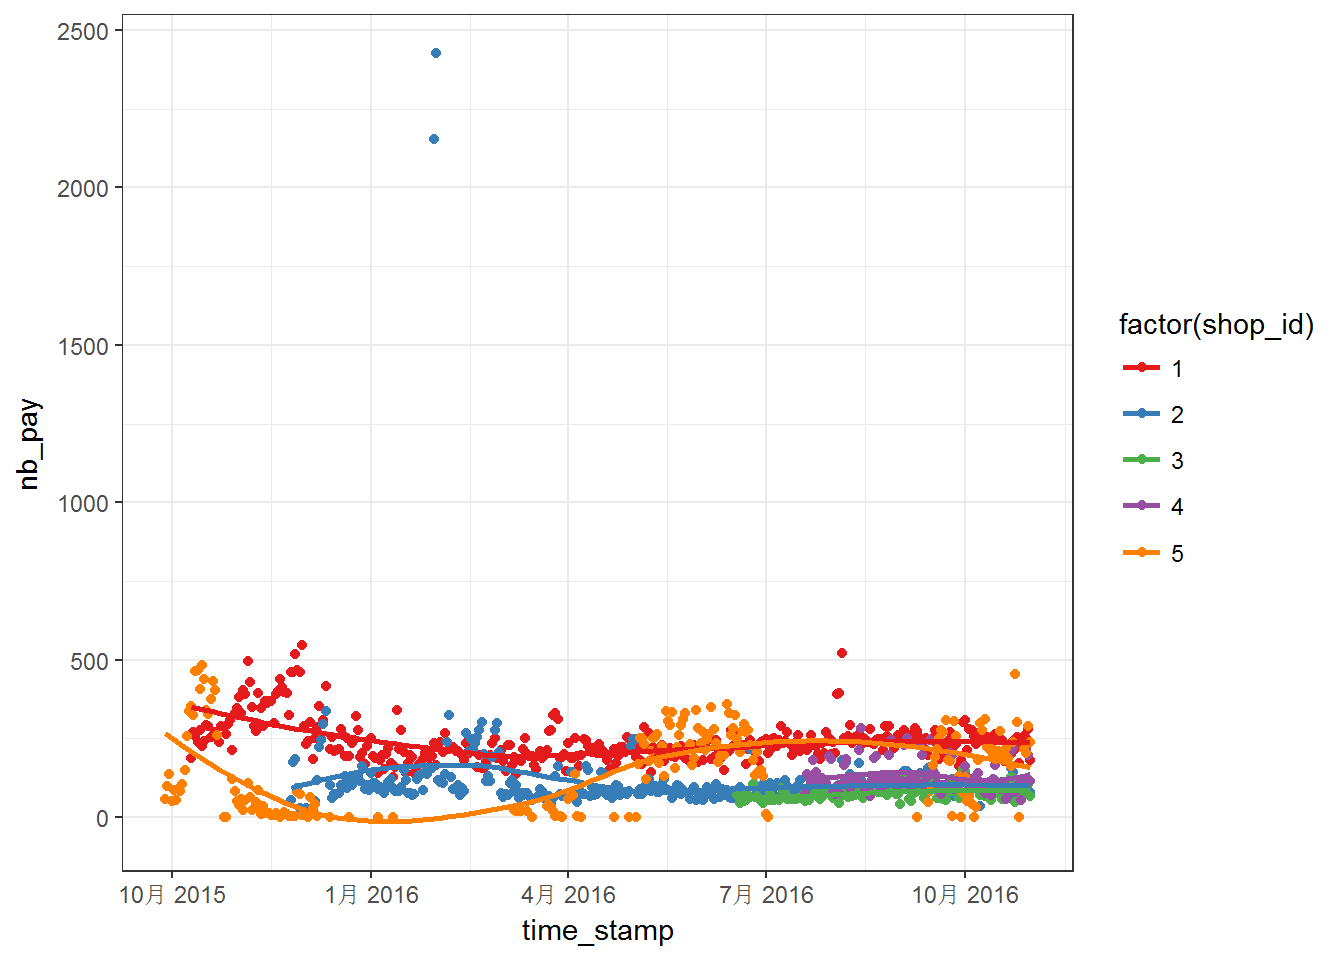 2500
2000
1500
1000
500
0
nb_pay
10月 2015
1月 2016
4月 2016
7月 2016
10月 2016
time_stamp
factor(shop_id)
1
2
3
4
5